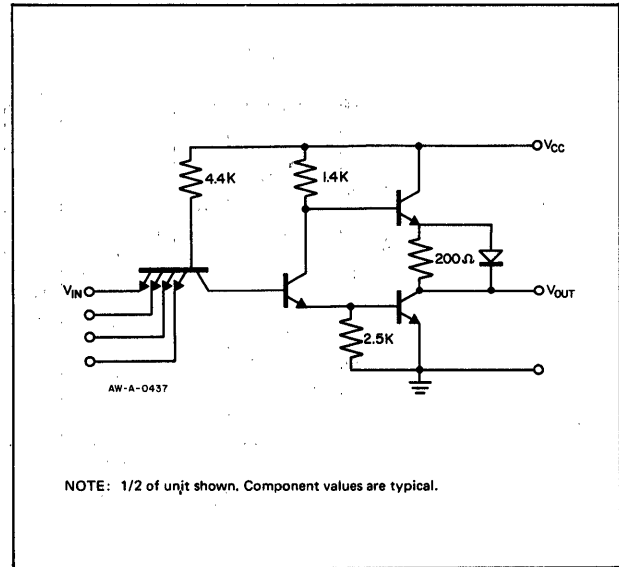 VCC
4.4K
1.4K
200Ω
VIN
VOUT
2.5K
AW-A-0437
NOTE: 1/2 of unit shown. Component values are typical.